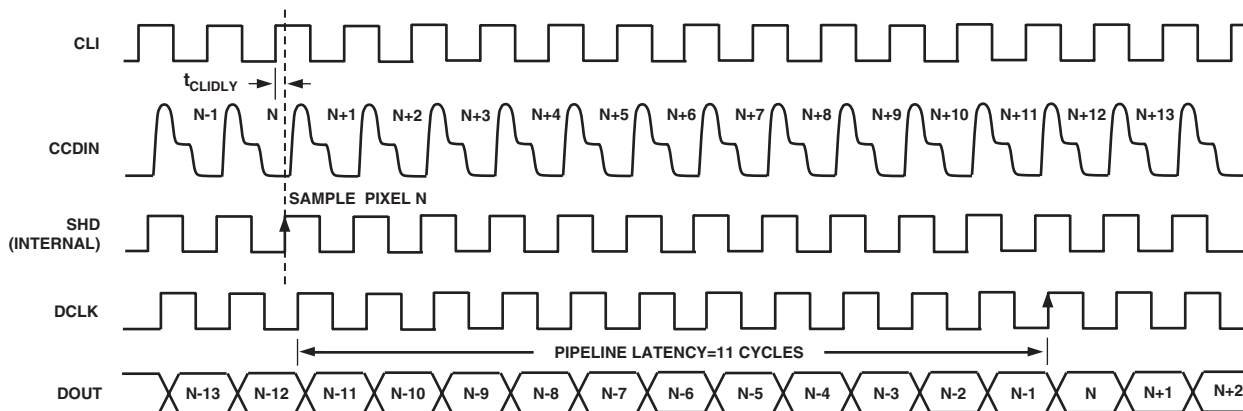 CLI
tCLIDLY
N-1 N N+1 N+2 N+3 N+4 N+5 N+6 N+7 N+8 N+9 N+10 N+11 N+12 N+13
CCDIN
SAMPLE PIXEL N
SHD
(INTERNAL)
DCLK
PIPELINE LATENCY=11 CYCLES
DOUT N-13 N-12 N-11 N-10 N-9 N-8 N-7 N-6 N-5 N-4 N-3 N-2 N-1 N N+1 N+2